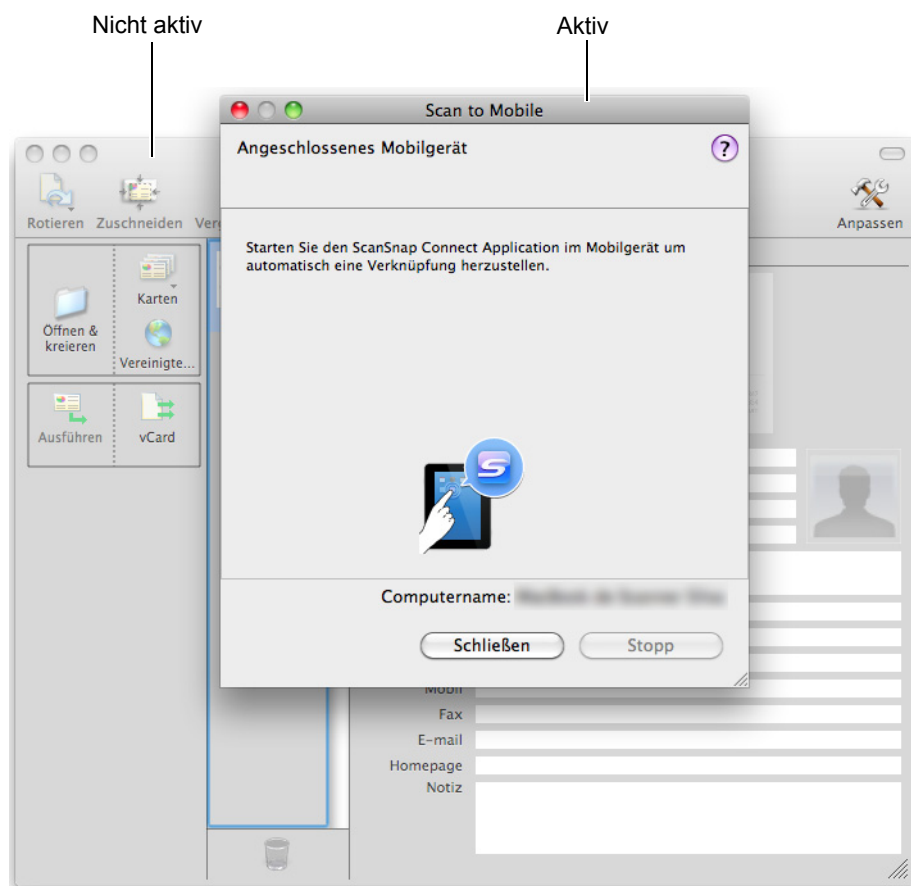 Nicht aktiv
Aktiv
Scan to Mobile
Angeschlossenes Mobilgerät
?
Rotieren Zuschneiden
Anpassen
Starten Sie den ScanSnap Connect Application im Mobilgerät um
automatisch eine Verknüpfung herzustellen.
Karten
Öffnen &
kreieren
Vereinigte...
Ausführen
vCard
S
Computername:
Schließen
Stopp
Mobil
Fax
E-mail
Homepage
Notiz